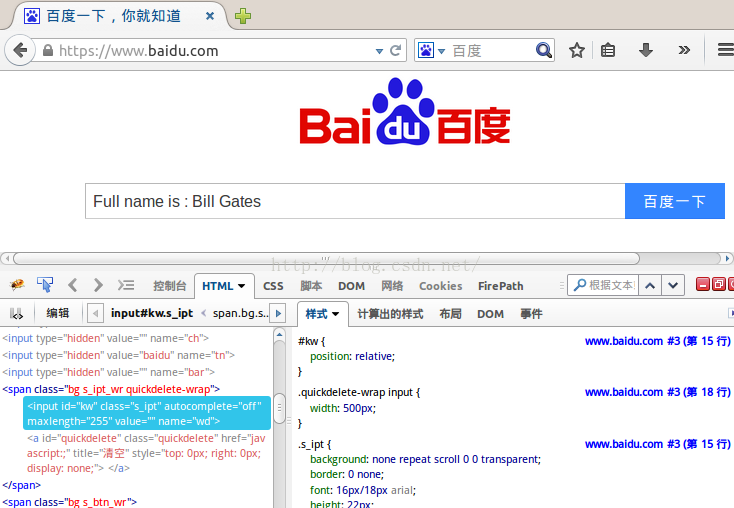 百度一下，你就知道
https://www.baidu.com
百度
Bai du 百度
Full name is : Bill Gates
百度一下
http://blog.csdn.net/
控制台 HTML CSS 脚本 DOM 网络 Cookies FirePath
根据文本
编辑 input#kw.s_ipt < span.bg.s...
样式 计算出的样式 布局 DOM 事件
<input type="hidden" value="" name="ch">
<input type="hidden" value="baidu" name="tn">
<input type="hidden" value="" name="bar">
<span class="bg s_ipt_wr quickdelete-wrap">
<input id="kw" class="s_ipt" autocomplete="off"
maxlength="255" value="" name="wd">
<a id="quickdelete" class="quickdelete" href="jav
ascript:;" title="清空" style="top: 0px; right: 0px;
display: none;"> </a>
</span>
<span class="bg s_btn_wr">
#kw { www.baidu.com #3 (第 15 行)
position: relative;
}
.quickdelete-wrap input { www.baidu.com #3 (第 18 行)
width: 500px;
}
.s_ipt { www.baidu.com #3 (第 15 行)
background: none repeat scroll 0 0 transparent;
border: 0 none;
font: 16px/18px arial;
height: 22px;